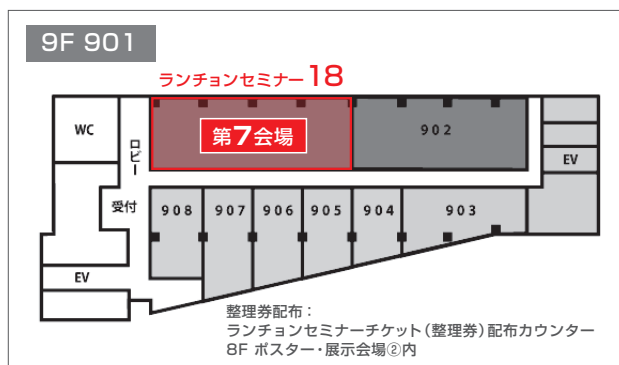 9F 901
ランチョンセミナー18
WC
ロビー
第7会場
902
EV
受付
908
907
906
905
904
903
EV
整理券配布：
ランチョンセミナーチケット（整理券）配布カウンター
8F ポスター・展示会場②内